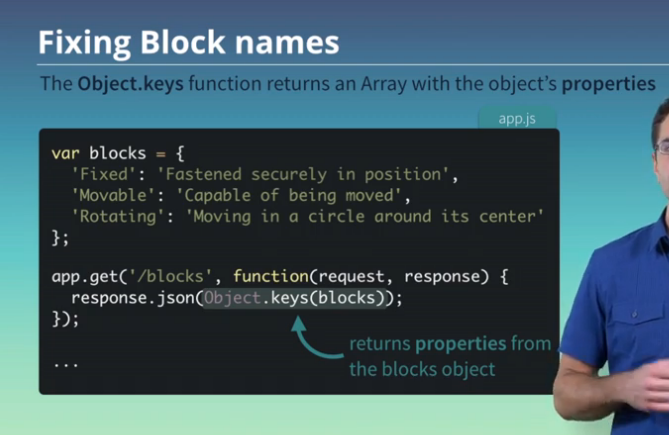 Fixing Block names
The Object.keys function returns an Array with the object's properties
app.js
var blocks = {
  'Fixed': 'Fastened securely in position',
  'Movable': 'Capable of being moved',
  'Rotating': 'Moving in a circle around its center'
};
app.get('/blocks', function(request, response) {
  response.json(Object.keys(blocks));
});
returns properties from
the blocks object
...